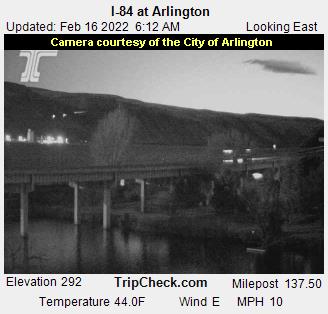 I-84 at Arlington
Updated: Feb 16 2022 6:12 AM Looking East
Camera courtesy of the City of Arlington
Elevation 292 TripCheck.com Milepost 137.50
Temperature 44.0F Wind E MPH 10